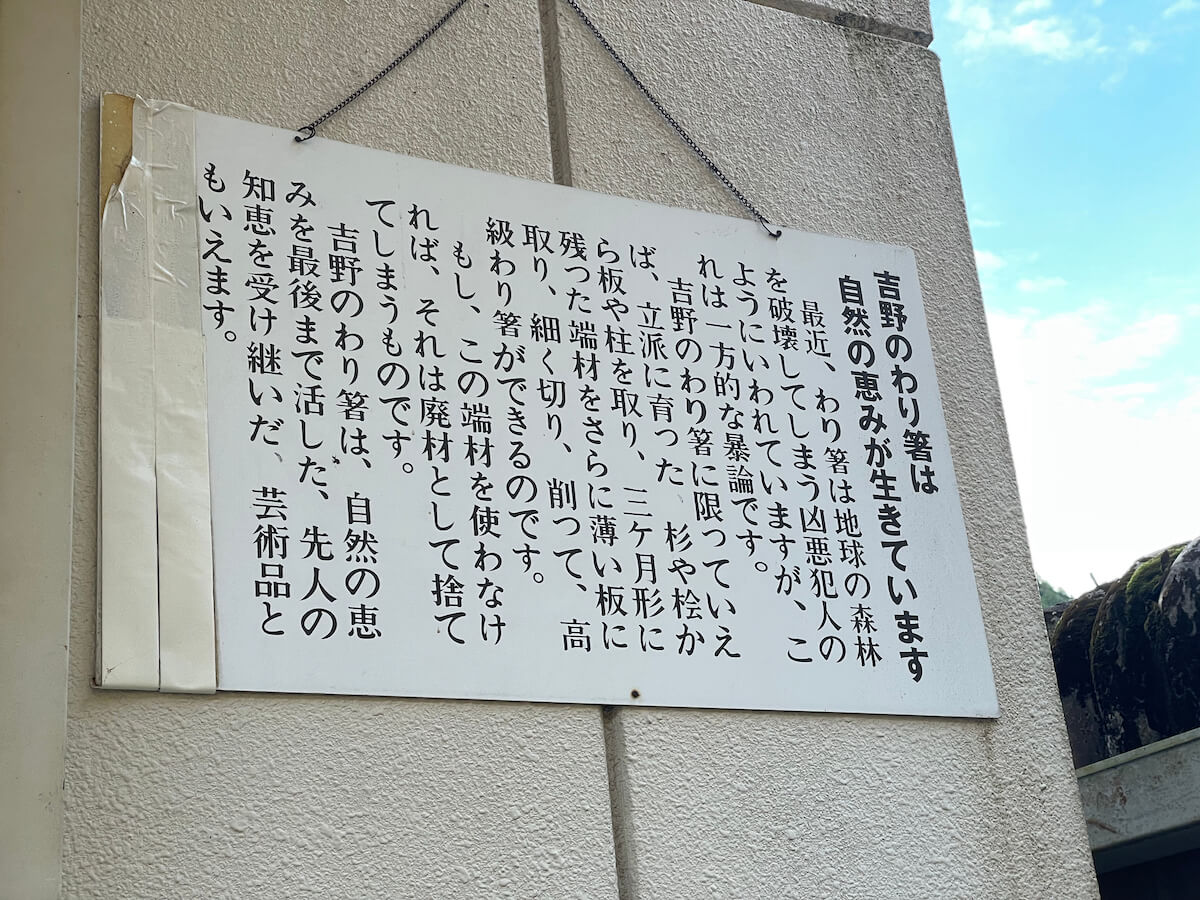 吉野のわり箸は
自然の恵みが生きています
最近、わり箸は地球の森林
を破壊してしまう凶悪犯人の
ようにいわれていますが、こ
れは一方的な暴論です。
吉野のわり箸に限っていえ
ば、立派に育った、杉や桧か
ら板や柱を取り、三ケ月形に
残った端材をさらに薄い板に
取り、細く切り、削って、高
級わり箸ができるのです。
もし、この端材を使わなけ
れば、それは廃材として捨て
てしまうものです。
吉野のわり箸は、自然の恵
みを最後まで活した、先人の
知恵を受け継いだ、芸術品と
もいえます。